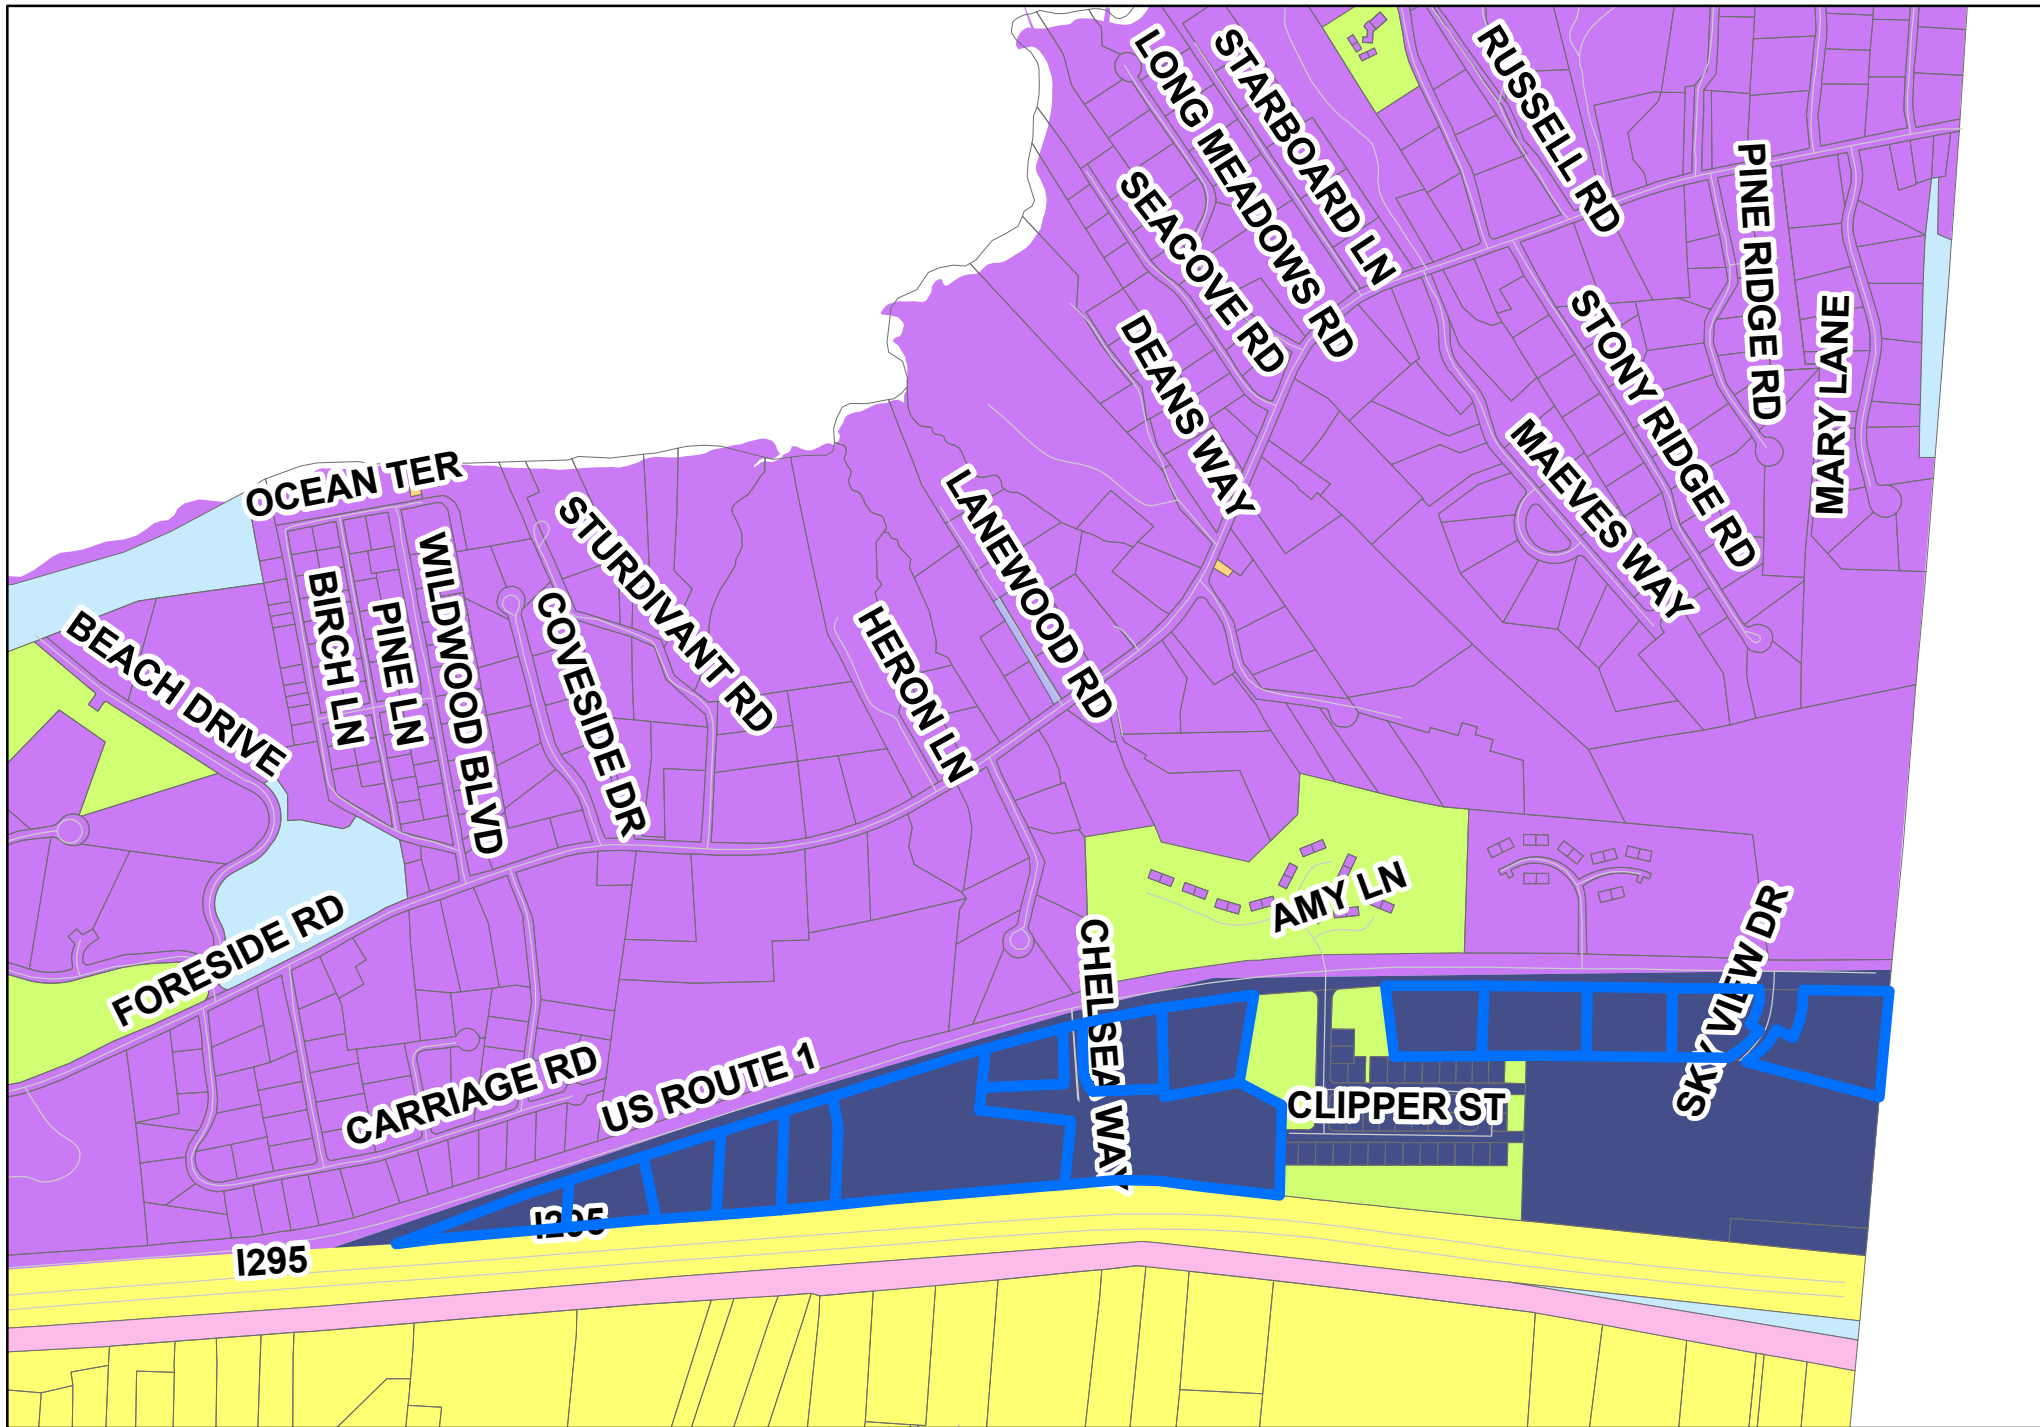 LONG MEADOWS RD
STARBOARD LN
RUSSELL RD
PINE RIDGE RD
SEACOVE RD
DEANS WAY
STONY RIDGE RD
MARY LANE
MAEVES WAY
OCEAN TER
STURDIVANT RD
LANEWOOD RD
WILDWOOD BLVD
BIRCH LN
PINE LN
COVESIDE DR
HERON LN
BEACH DRIVE
FORESIDE RD
AMY LN
SKY VIEW DR
CHELSEA WAY
CARRIAGE RD
US ROUTE 1
CLIPPER ST
I295
I295